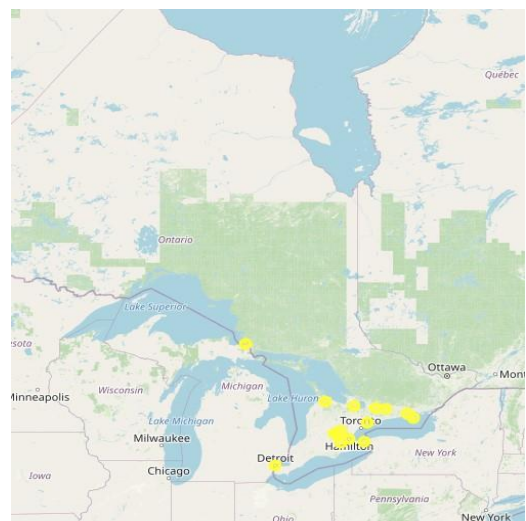 Québec
Ontario
Lake Superior
esota
Ottawa
Mont
Minneapolis
Wisconsin
Michigan
Lake Huron
Lake Michigan
Toronto
Milwaukee
Hamilton
New York
Detroit
Chicago
Iowa
Pennsylvania
Ohio
New York